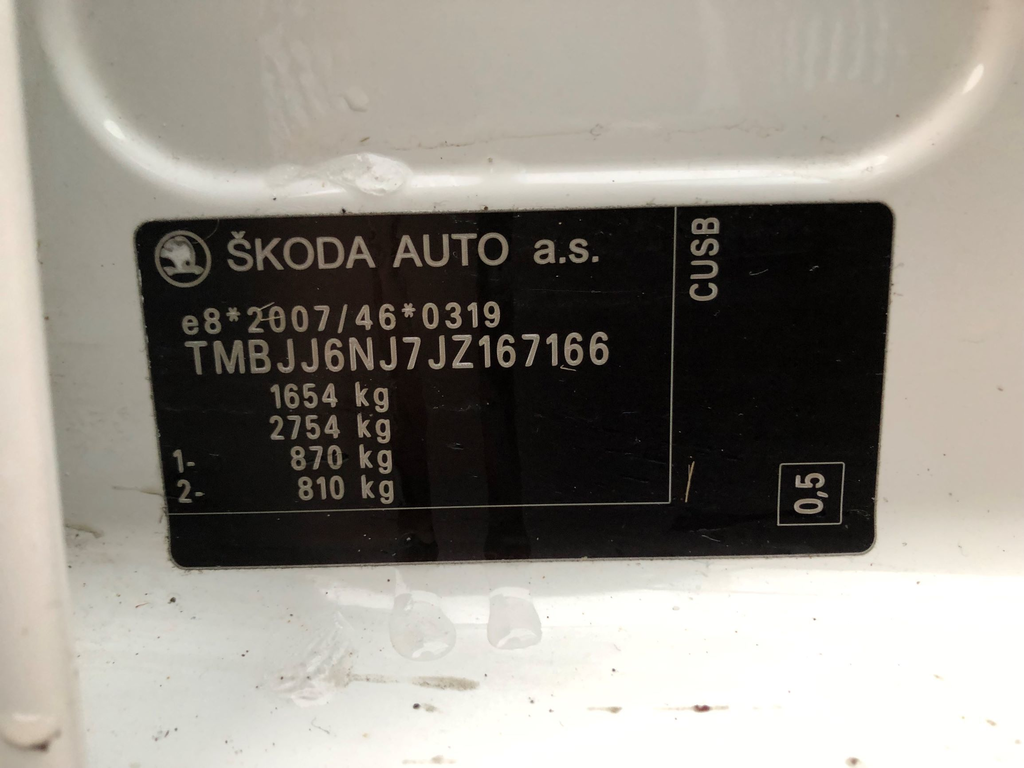 ŠKODA AUTO a.s.
e8*2007/46*0319
TMBJJ6NJ7JZ167166
1654 kg
2754 kg
1- 870 kg
2- 810 kg
CUSB
0,5